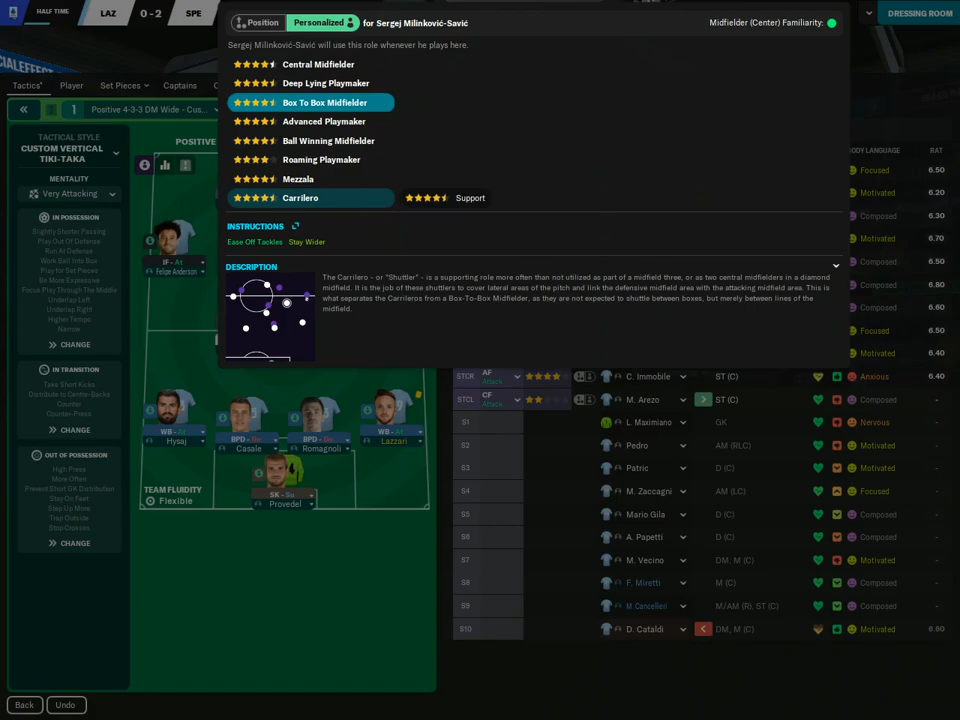 HALF TIME
LAZ 0 - 2 SPE
DRESSING ROOM
Position Personalized for Sergej Milinković-Savić
Midfielder (Center) Familiarity:
Sergej Milinković-Savić will use this role whenever he plays here.
Central Midfielder
Deep Lying Playmaker
Box To Box Midfielder
Advanced Playmaker
Ball Winning Midfielder
Roaming Playmaker
Mezzala
Carrilero Support
INSTRUCTIONS
Ease Off Tackles Stay Wider
DESCRIPTION
The Carrilero - or "Shuttler" - is a supporting role more often than not utilized as part of a midfield three, or as two central midfielders in a diamond
midfield. It is the job of these shuttlers to cover lateral areas of the pitch and link the defensive midfield area with the attacking midfield area. This is
what separates the Carrileros from a Box-To-Box Midfielder, as they are not expected to shuttle between boxes, but merely between lines of the
midfield.
Tactics* Player Set Pieces Captains
1 Positive 4-3-3 DM Wide - Cus...
TACTICAL STYLE
CUSTOM VERTICAL
TIKI-TAKA
MENTALITY
Very Attacking
IN POSSESSION
Slightly Shorter Passing
Play Out Of Defense
Run At Defense
Work Ball Into Box
Play for Set Pieces
Be More Expressive
Focus Play Through The Middle
Underlap Left
Underlap Right
Higher Tempo
Narrow
CHANGE
IN TRANSITION
Take Short Kicks
Distribute to Centre-Backs
Counter
Counter-Press
CHANGE
OUT OF POSSESSION
High Press
More Often
Prevent Short GK Distribution
Stay On Feet
Step Up More
Trap Outside
Stop Crosses
CHANGE
POSITIVE
IF - At
Felipe Anderson
WB - At
Hysaj
BPD - De
Casale
BPD - De
Romagnoli
WB - At
Lazzari
SK - Su
Provedel
TEAM FLUIDITY
Flexible
BODY LANGUAGE RAT
Focused 6.50
Motivated 6.20
Composed 6.30
Motivated 6.70
Composed
Composed
Composed 6.60
Focused 6.50
Motivated 6.40
STCR AF Attack C. Immobile ST (C) Anxious 6.40
STCL CF Attack M. Arezo ST (C) Composed -
S1 L. Maximiano GK Nervous -
S2 Pedro AM (RLC) Motivated -
S3 Patric D (C) Motivated -
S4 M. Zaccagni AM (LC) Focused -
S5 Mario Gila D (C) Composed -
S6 A. Papetti D (C) Composed -
S7 M. Vecino DM, M (C) Motivated -
S8 F. Miretti M (C) Composed -
S9 M. Cancellieri M/AM (R), ST (C) Composed -
S10 D. Cataldi DM, M (C) Motivated 6.60
Back Undo